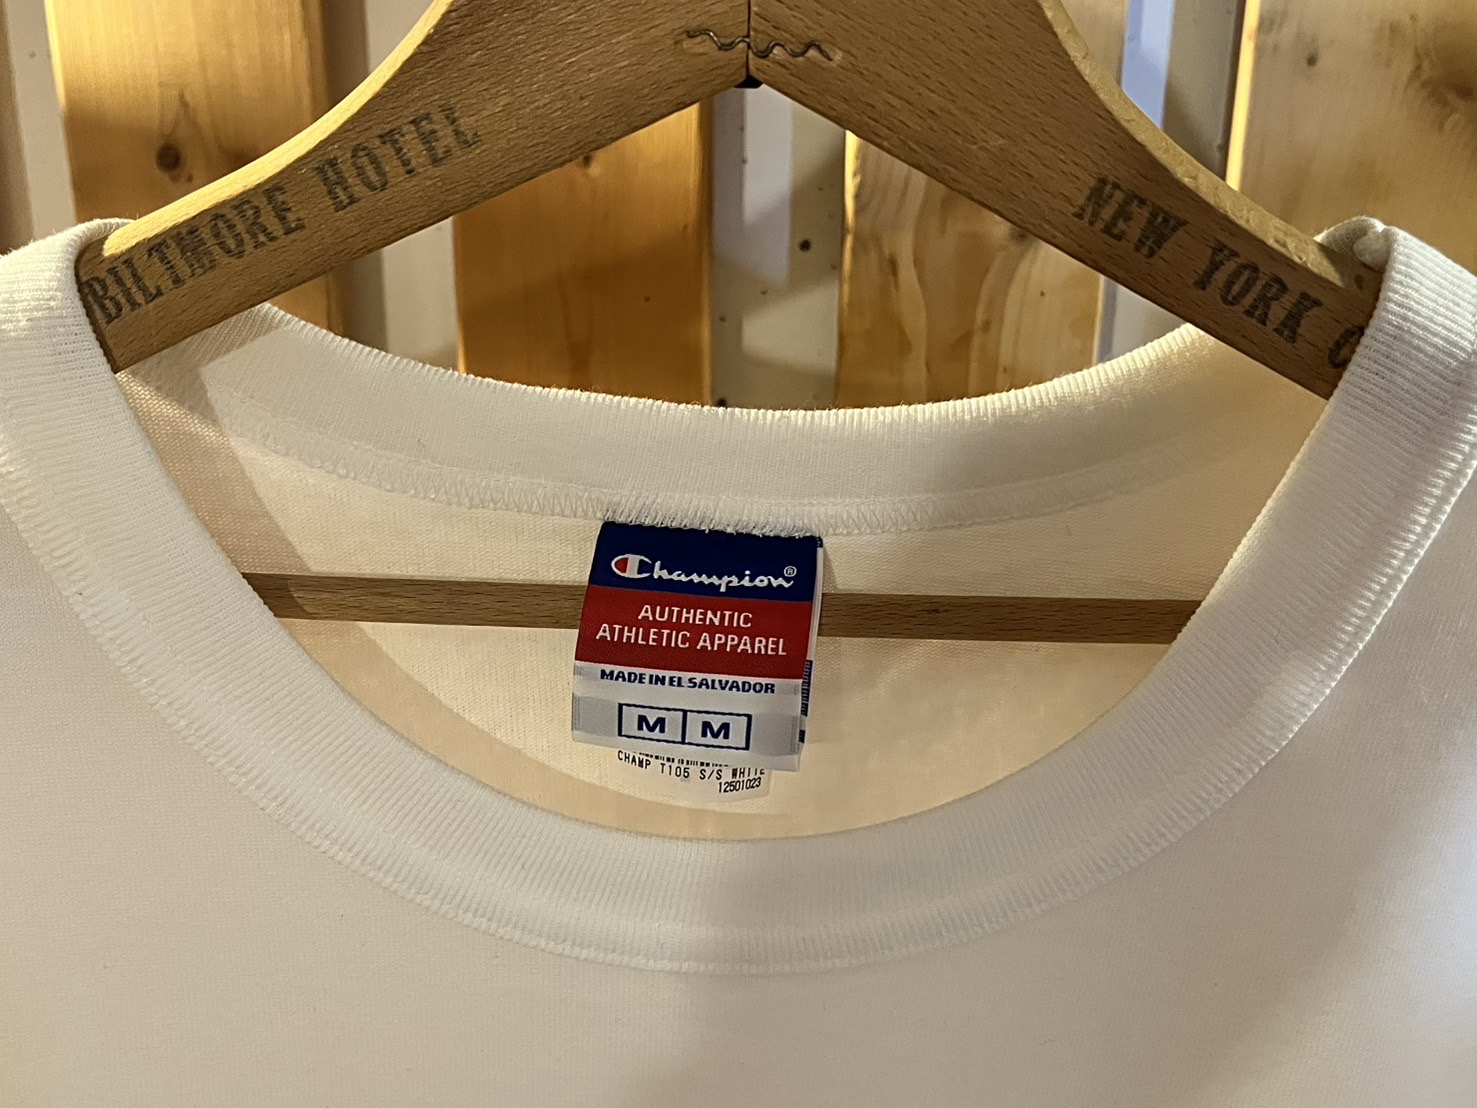 BILTMORE HOTEL
NEW YORK
Champion®
AUTHENTIC
ATHLETIC APPAREL
MADE IN EL SALVADOR
M M
CHAMP T105 S/S WHITE
12501023